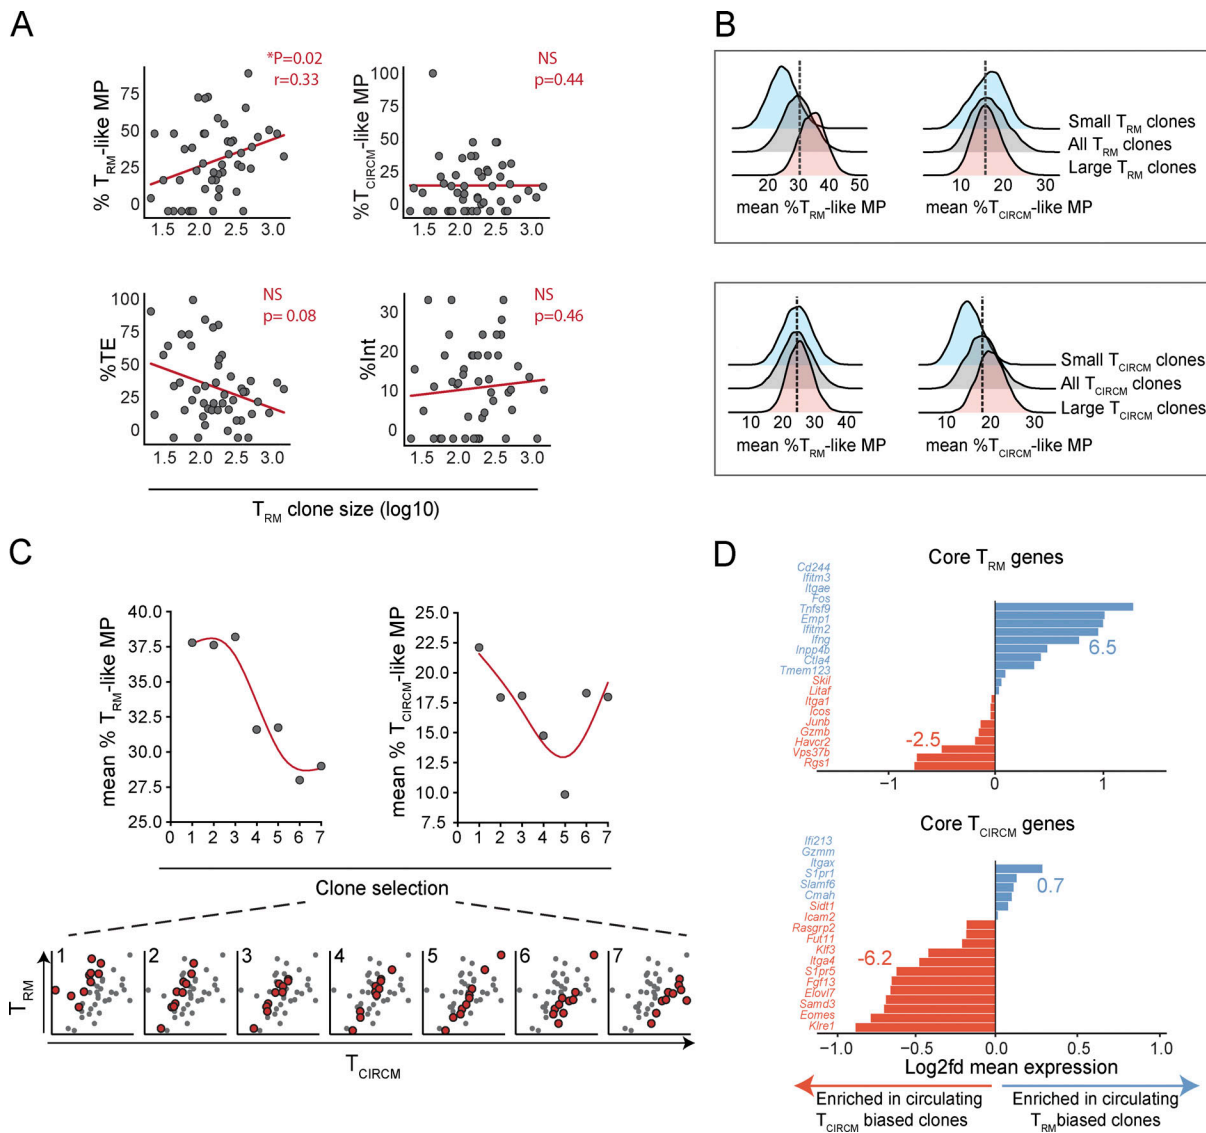 A
*P=0.02
r=0.33
% TRM-like MP
75
50
25
0
1.5 2.0 2.5 3.0
NS
p=0.44
%TCIRCM-like MP
100
75
50
25
0
1.5 2.0 2.5 3.0
NS
p= 0.08
%TE
100
75
50
25
0
1.5 2.0 2.5 3.0
NS
p=0.46
%Int
30
20
10
0
1.5 2.0 2.5 3.0
TRM clone size (log10)
B
Small TRM clones
All TRM clones
Large TRM clones
20 30 40 50
mean %TRM-like MP
10 20 30
mean %TCIRCM-like MP
Small TCIRCM clones
All TCIRCM clones
Large TCIRCM clones
10 20 30 40
mean %TRM-like MP
10 20 30
mean %TCIRCM-like MP
C
mean % TRM-like MP
40.0
37.5
35.0
32.5
30.0
27.5
25.0
0 1 2 3 4 5 6 7
mean % TCIRCM-like MP
25.0
22.5
20.0
17.5
15.0
12.5
10.0
7.5
0 1 2 3 4 5 6 7
Clone selection
1 2 3 4 5 6 7
TRM
TCIRCM
D
Core TRM genes
Cd244
Ifitm3
Itgae
Fos
Tnfsf9
Emp1
Ifitm2
Ifng
Inpp4b
Ctla4
Tmem123
Skil
Litaf
Itga1
Icos
Junb
Gzmb
Havcr2
Vps37b
Rgs1
6.5
-2.5
-1 0 1
Core TCIRCM genes
Ifi213
Gzmm
Itgax
S1pr1
Slamf6
Cmah
Sidt1
Icam2
Rasgrp2
Fut11
Klf3
Itga4
S1pr5
Fgf13
Elovl7
Samd3
Eomes
Klre1
0.7
-6.2
-1.0 -0.5 0.0 0.5 1.0
Log2fd mean expression
Enriched in circulating
TCIRCM biased clones
Enriched in circulating
TRMbiased clones